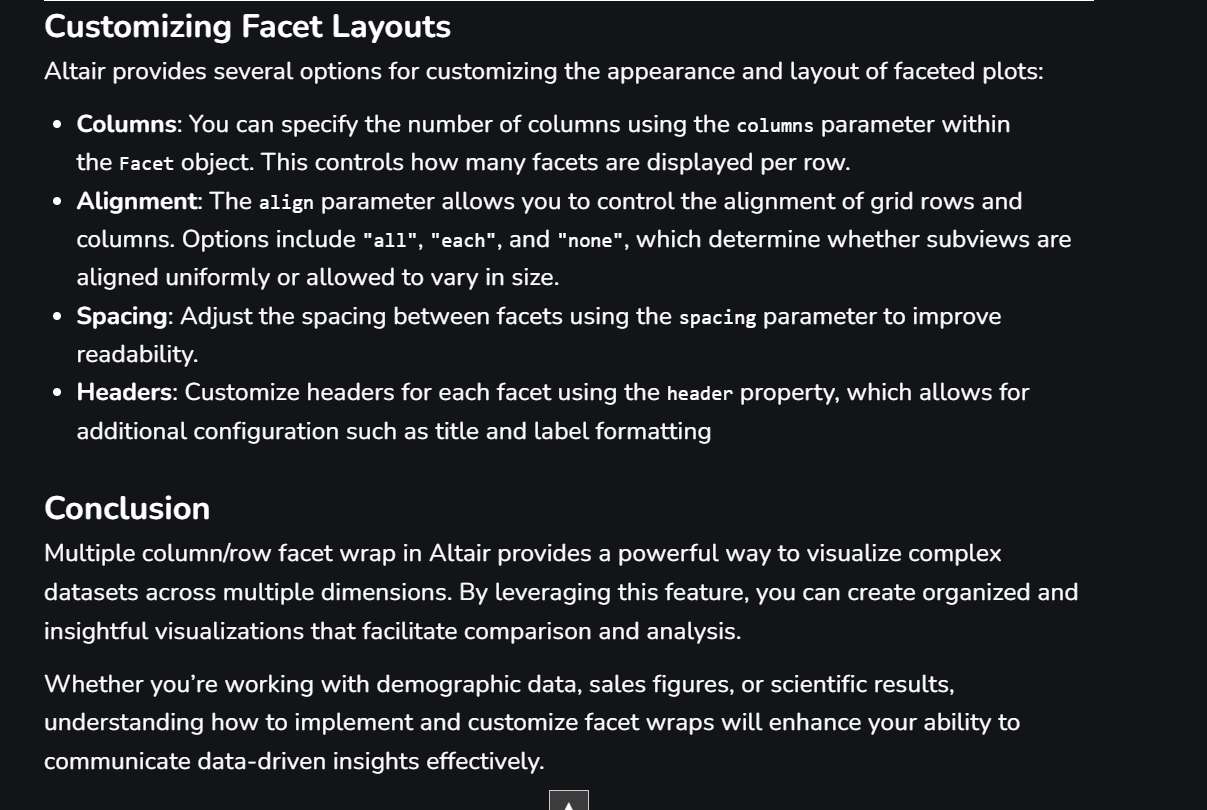 Customizing Facet Layouts
Altair provides several options for customizing the appearance and layout of faceted plots:
• Columns: You can specify the number of columns using the columns parameter within
the Facet object. This controls how many facets are displayed per row.
• Alignment: The align parameter allows you to control the alignment of grid rows and
columns. Options include "all", "each", and "none", which determine whether subviews are
aligned uniformly or allowed to vary in size.
• Spacing: Adjust the spacing between facets using the spacing parameter to improve
readability.
• Headers: Customize headers for each facet using the header property, which allows for
additional configuration such as title and label formatting
Conclusion
Multiple column/row facet wrap in Altair provides a powerful way to visualize complex
datasets across multiple dimensions. By leveraging this feature, you can create organized and
insightful visualizations that facilitate comparison and analysis.
Whether you’re working with demographic data, sales figures, or scientific results,
understanding how to implement and customize facet wraps will enhance your ability to
communicate data-driven insights effectively.